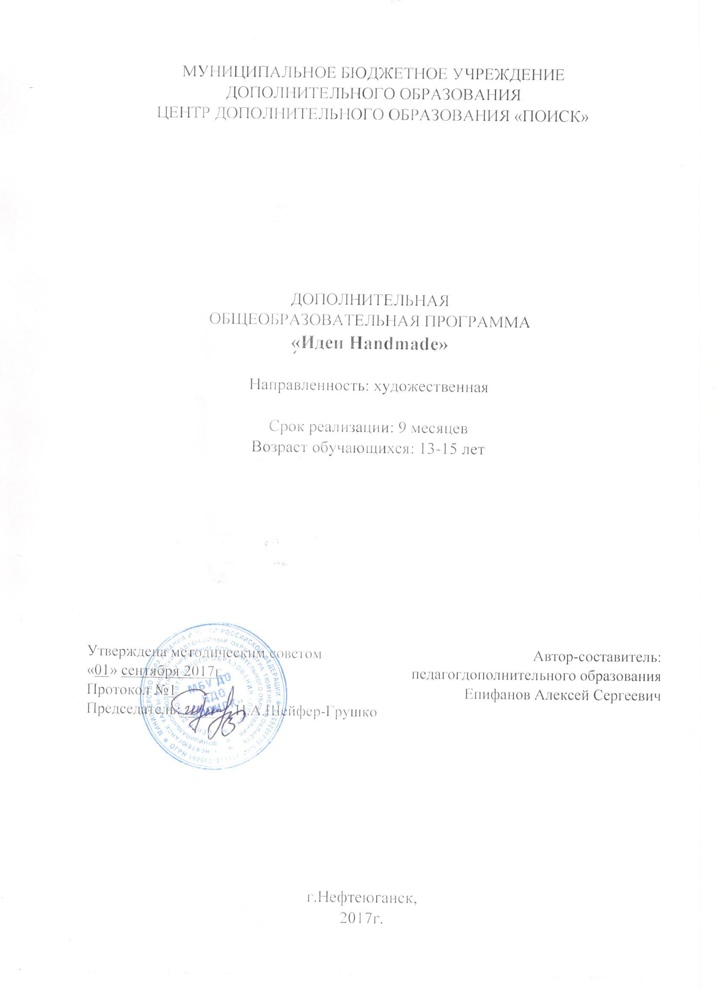 МУНИЦИПАЛЬНОЕ БЮДЖЕТНОЕ УЧРЕЖДЕНИЕ
ДОПОЛНИТЕЛЬНОГО ОБРАЗОВАНИЯ
ЦЕНТР ДОПОЛНИТЕЛЬНОГО ОБРАЗОВАНИЯ «ПОИСК»
ДОПОЛНИТЕЛЬНАЯ
ОБЩЕОБРАЗОВАТЕЛЬНАЯ ПРОГРАММА
«Идеи Handmade»
Направленность: художественная
Срок реализации: 9 месяцев
Возраст обучающихся: 13-15 лет
Утверждена методическим советом
«01» сентября 2017г.
Протокол №1
Председатель: Н.А.Шейфер-Грушко
Автор-составитель:
педагогдополнительного образования
Епифанов Алексей Сергеевич
МБУ ДО
ЦДО
г.Нефтеюганск,
2017г.